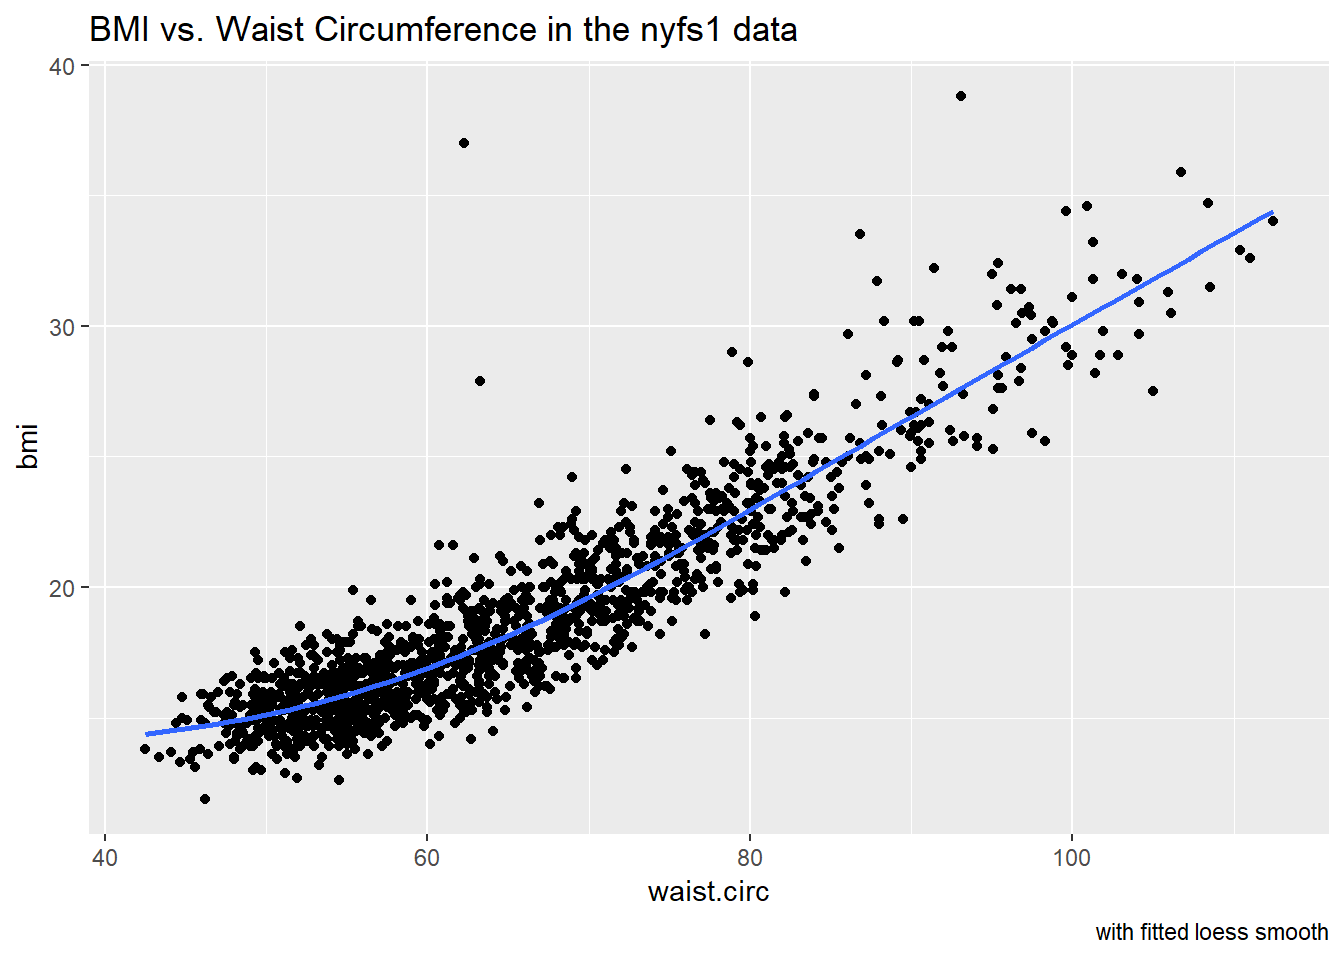 BMI vs. Waist Circumference in the nyfs1 data
40
30
20
bmi
40 60 80 100
waist.circ
with fitted loess smooth